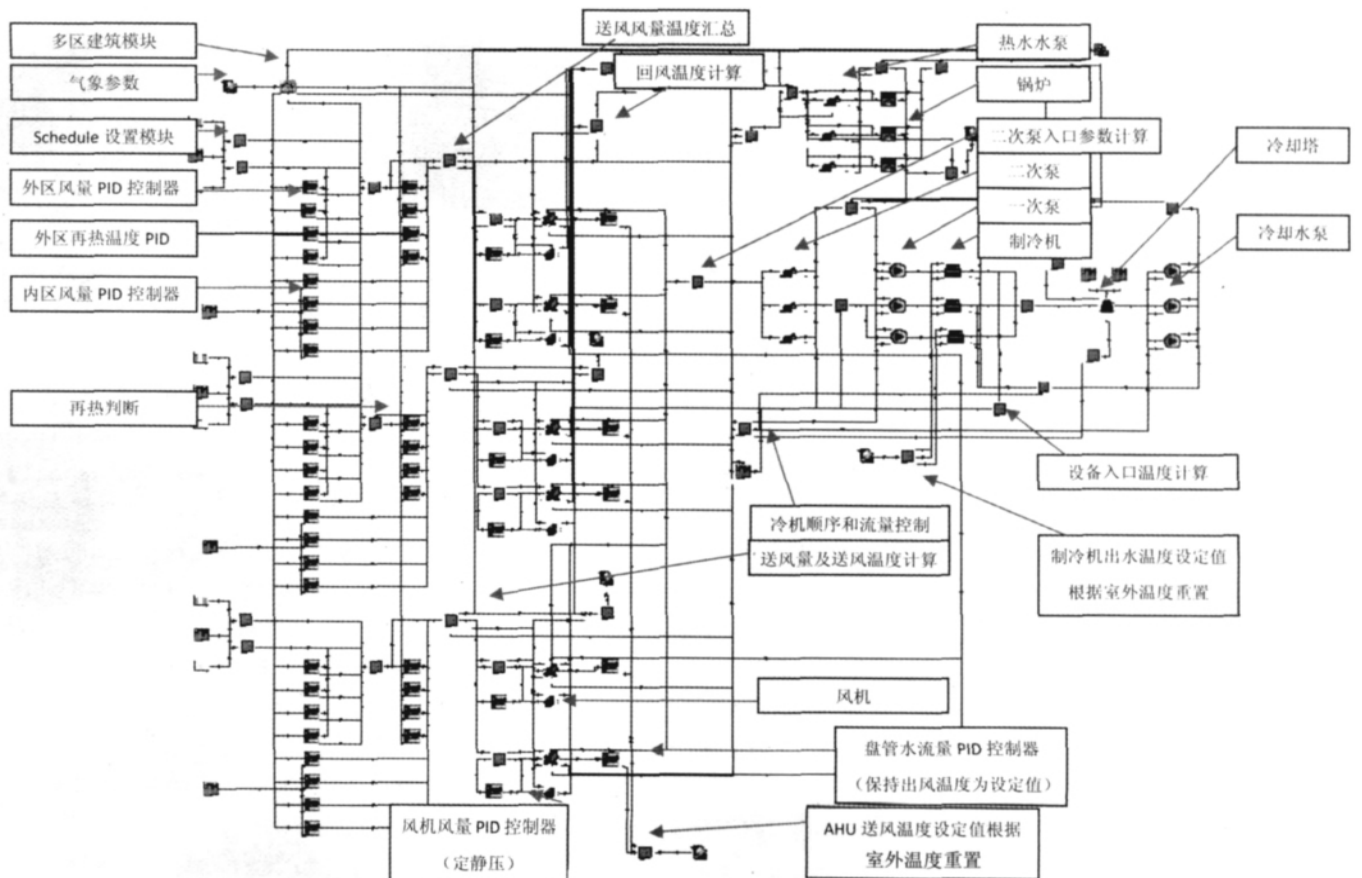 多区建筑模块
气象参数
Schedule 设置模块
外区风量 PID 控制器
外区再热温度 PID
内区风量 PID 控制器
再热判断
送风风量温度汇总
回风温度计算
热水水泵
锅炉
二次泵入口参数计算
二次泵
一次泵
制冷机
冷却塔
冷却水泵
设备入口温度计算
冷机顺序和流量控制
送风量及送风温度计算
制冷机出水温度设定值
根据室外温度重置
风机
盘管水流量 PID 控制器
（保持出风温度为设定值）
风机风量 PID 控制器
（定静压）
AHU 送风温度设定值根据
室外温度重置